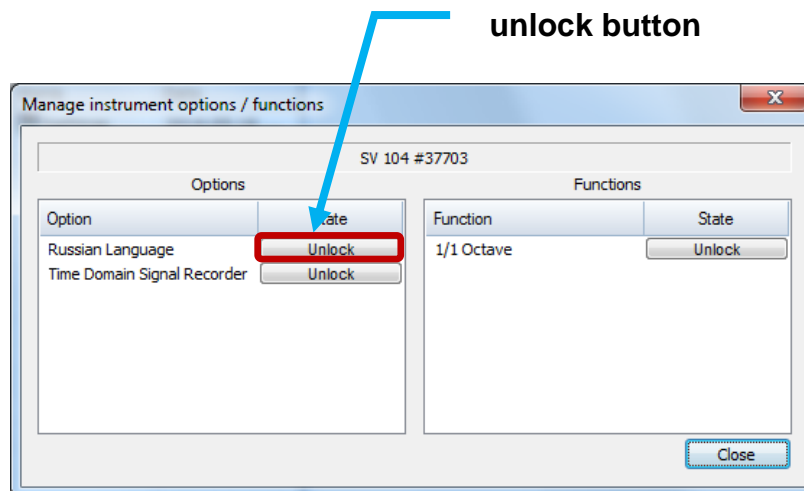 unlock button
Manage instrument options / functions
SV 104 #37703
Options
Functions
Option
State
Function
State
Russian Language
Unlock
1/1 Octave
Unlock
Time Domain Signal Recorder
Unlock
Close